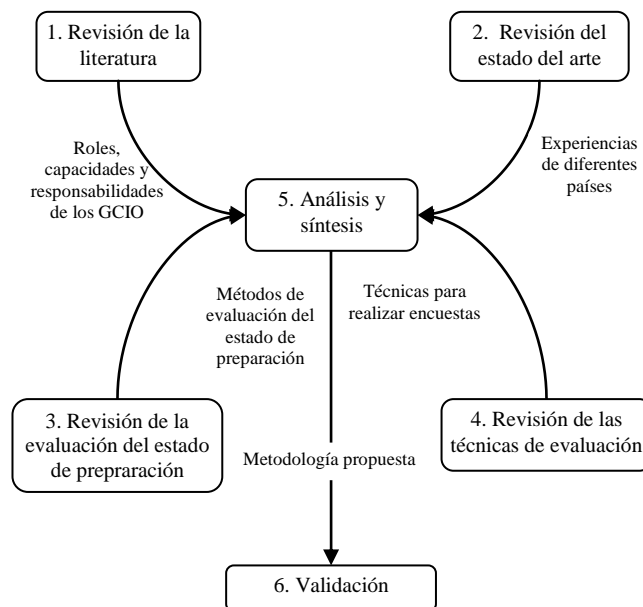 1. Revisión de la
literatura
2. Revisión del
estado del arte
Roles,
capacidades y
responsabilidades
de los GCIO
Experiencias
de diferentes
países
5. Análisis y
síntesis
Métodos de
evaluación del
estado de
preparación
Técnicas para
realizar encuestas
3. Revisión de la
evaluación del estado
de prepraración
4. Revisión de las
técnicas de evaluación
Metodología propuesta
6. Validación